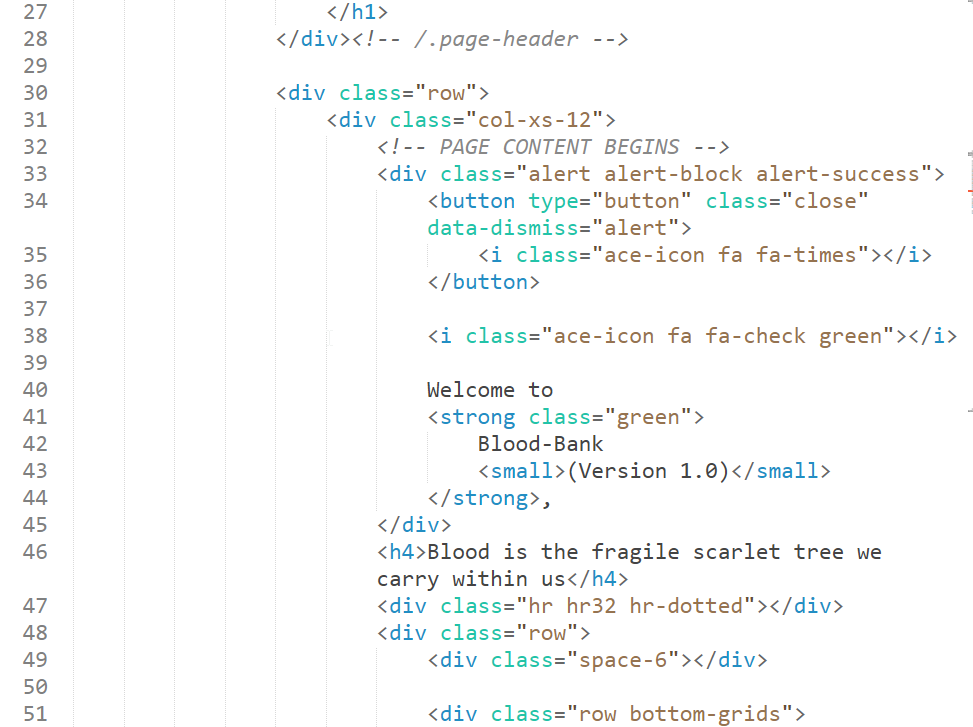 27 </h1>
28 </div><!-- /.page-header -->
29
30 <div class="row">
31 <div class="col-xs-12">
32 <!-- PAGE CONTENT BEGINS -->
33 <div class="alert alert-block alert-success">
34 <button type="button" class="close"
data-dismiss="alert">
35 <i class="ace-icon fa fa-times"></i>
36 </button>
37
38 <i class="ace-icon fa fa-check green"></i>
39
40 Welcome to
41 <strong class="green">
42 Blood-Bank
43 <small>(Version 1.0)</small>
44 </strong>,
45 </div>
46 <h4>Blood is the fragile scarlet tree we
carry within us</h4>
47 <div class="hr hr32 hr-dotted"></div>
48 <div class="row">
49 <div class="space-6"></div>
50
51 <div class="row bottom-grids">